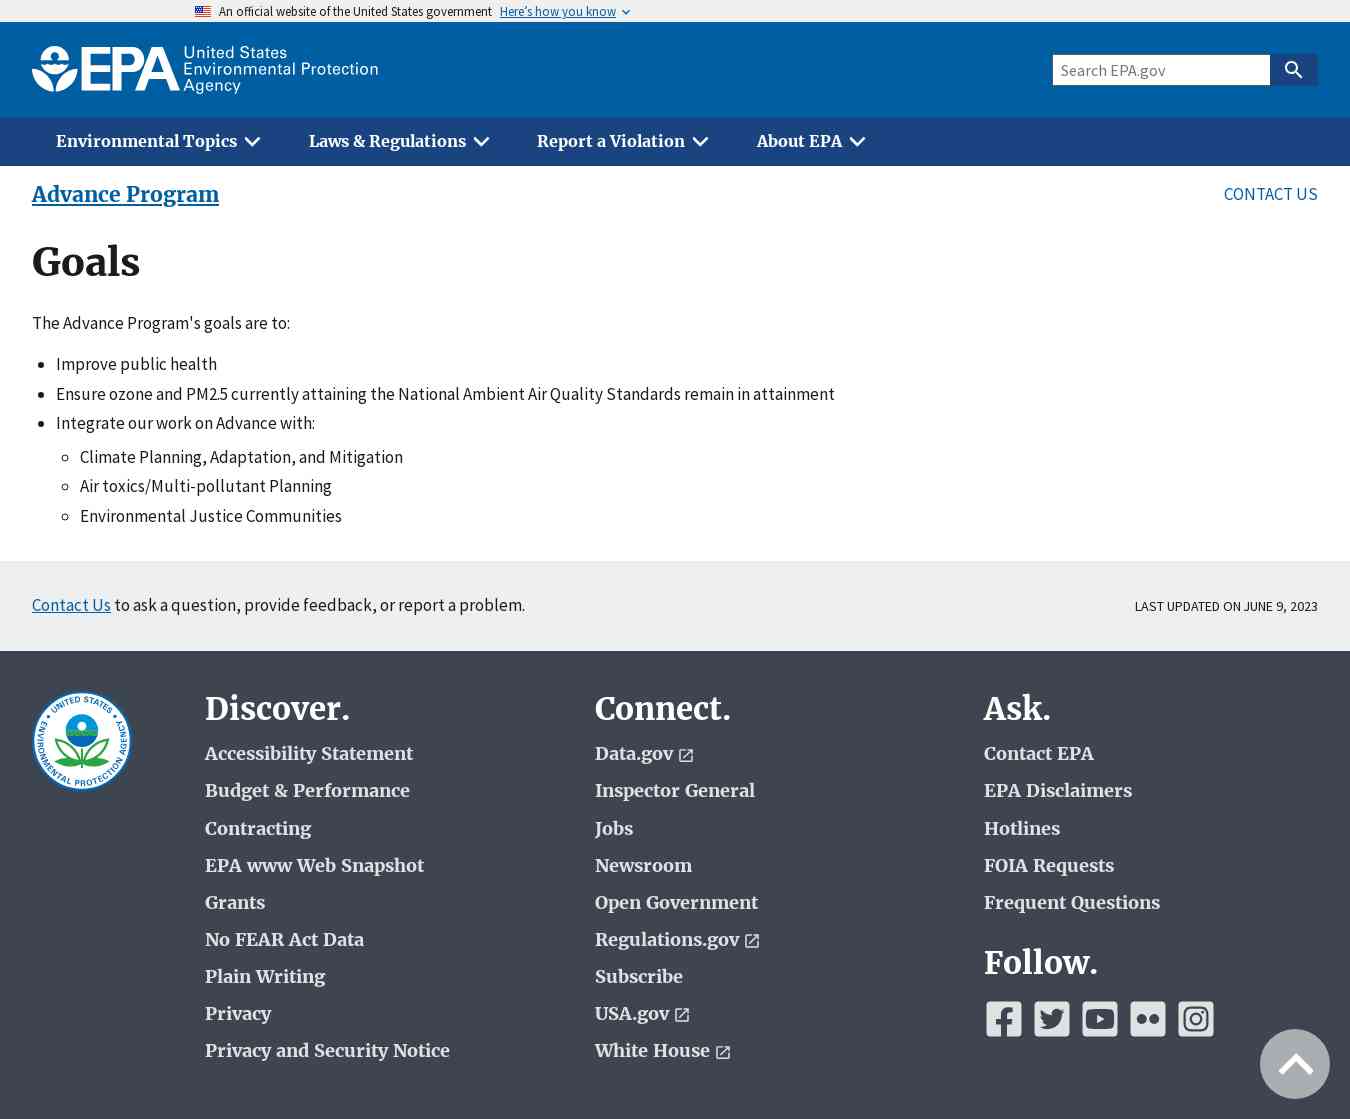 An official website of the United States government Here's how you know
EPA United States
Environmental Protection
Agency
Search EPA.gov
Environmental Topics Laws & Regulations Report a Violation About EPA
Advance Program CONTACT US
Goals
The Advance Program's goals are to:
Improve public health
Ensure ozone and PM2.5 currently attaining the National Ambient Air Quality Standards remain in attainment
Integrate our work on Advance with:
Climate Planning, Adaptation, and Mitigation
Air toxics/Multi-pollutant Planning
Environmental Justice Communities
Contact Us to ask a question, provide feedback, or report a problem. LAST UPDATED ON JUNE 9, 2023
UNITED STATES
ENVIRONMENTAL PROTECTION AGENCY
Discover.
Accessibility Statement
Budget & Performance
Contracting
EPA www Web Snapshot
Grants
No FEAR Act Data
Plain Writing
Privacy
Privacy and Security Notice
Connect.
Data.gov
Inspector General
Jobs
Newsroom
Open Government
Regulations.gov
Subscribe
USA.gov
White House
Ask.
Contact EPA
EPA Disclaimers
Hotlines
FOIA Requests
Frequent Questions
Follow.